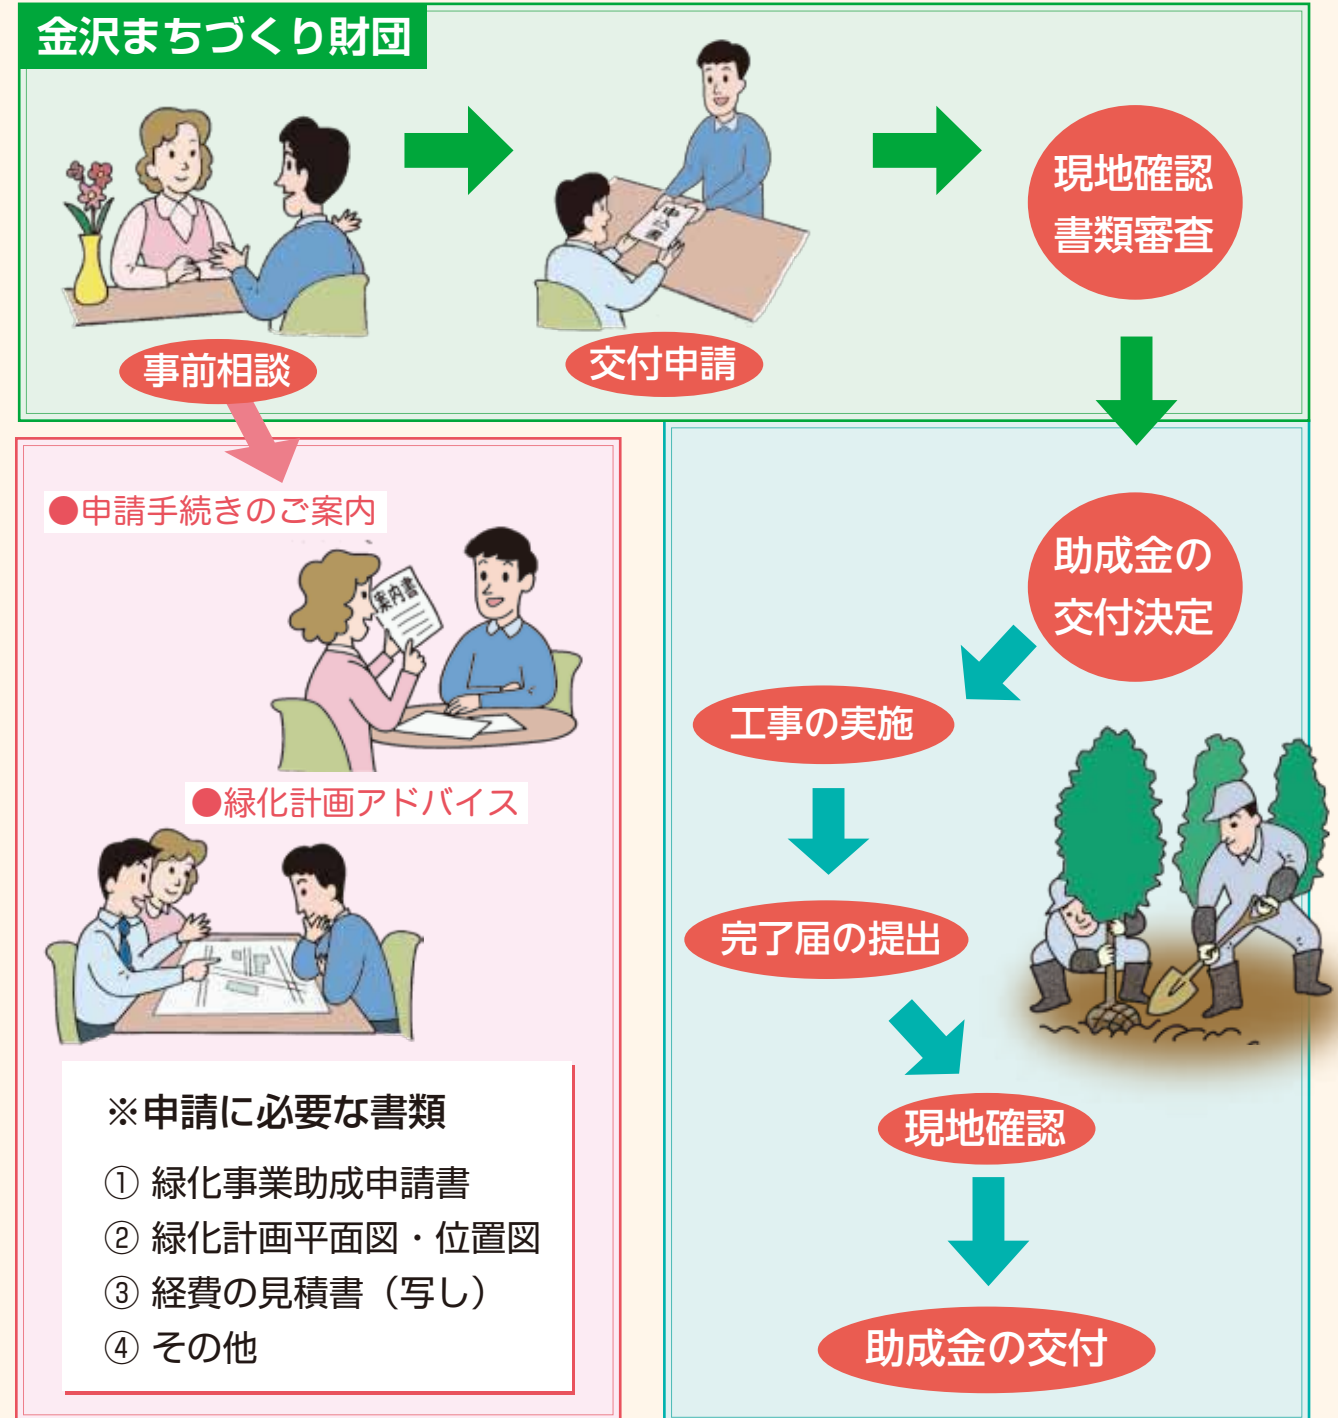 金沢まちづくり財団
申込書
事前相談
交付申請
現地確認
書類審査
●申請手続きのご案内
案内書
●緑化計画アドバイス
※申請に必要な書類
① 緑化事業助成申請書
② 緑化計画平面図・位置図
③ 経費の見積書（写し）
④ その他
助成金の
交付決定
工事の実施
完了届の提出
現地確認
助成金の交付